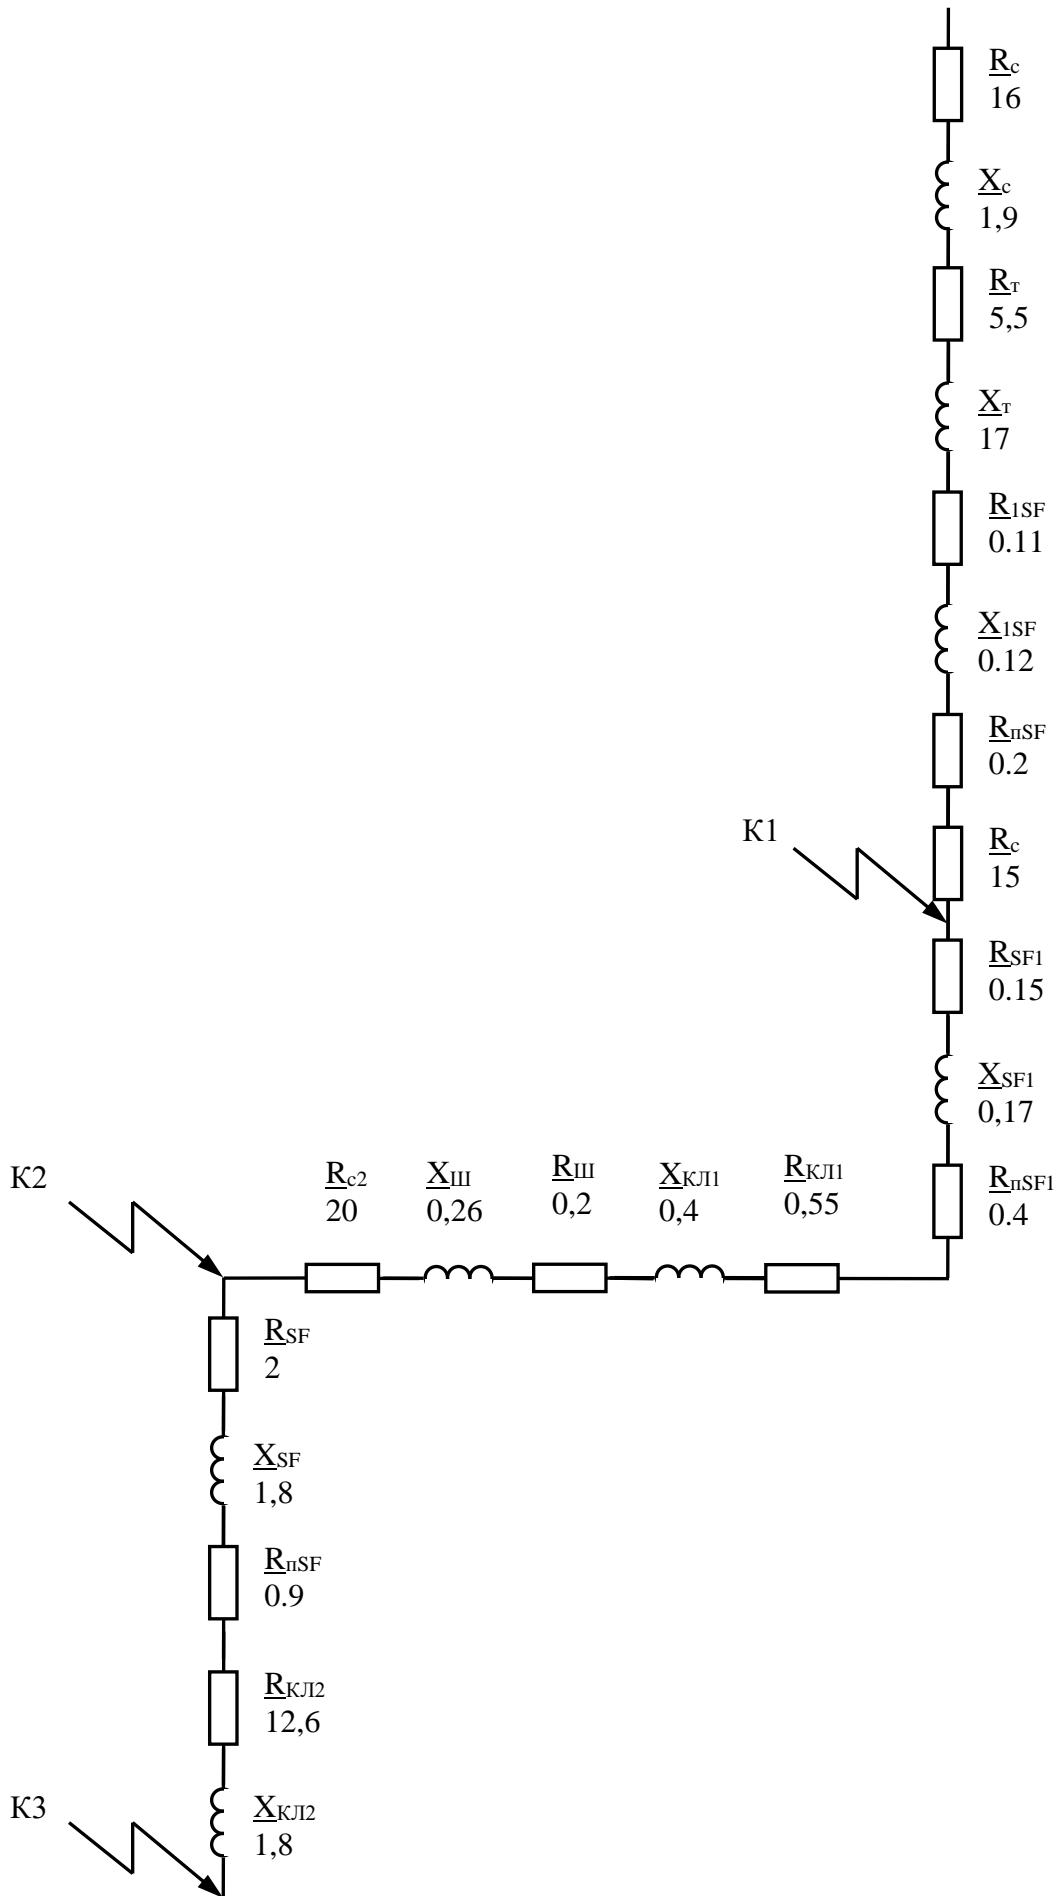 Rс
16
Xс
1,9
Rт
5,5
Xт
17
R1SF
0.11
X1SF
0.12
RпSF
0.2
К1
Rс
15
RSF1
0.15
XSF1
0,17
RпSF1
0.4
К2
Rс2
20
XШ
0,26
RШ
0,2
XКЛ1
0,4
RКЛ1
0,55
RSF
2
XSF
1,8
RпSF
0.9
RКЛ2
12,6
К3
XКЛ2
1,8